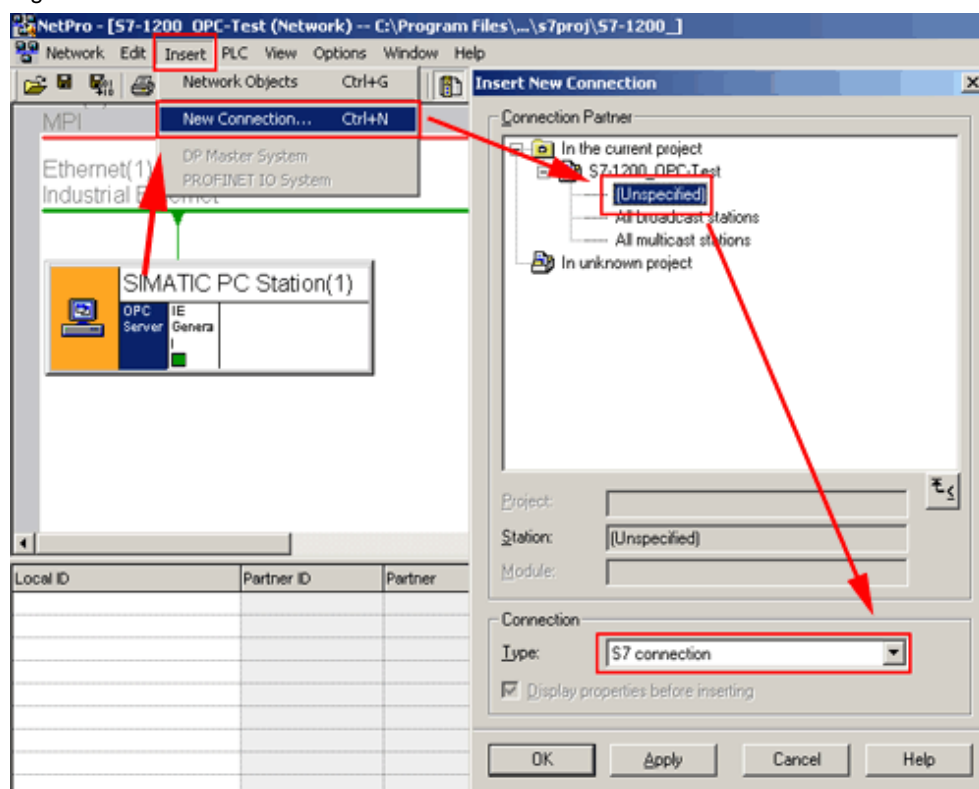 NetPro - [S7-1200_OPC-Test (Network) -- C:\Program Files\...\s7proj\S7-1200_]
Network Edit Insert PLC View Options Window Help
Network Objects Ctrl+G
New Connection... Ctrl+N
DP Master System
PROFINET IO System
MPI
Ethernet(1)
Industrial
SIMATIC PC Station(1)
OPC Server
IE Genera l
Local ID Partner ID Partner
Insert New Connection
Connection Partner
In the current project
S7-1200_OPC-Test
(Unspecified)
All broadcast stations
All multicast stations
In unknown project
Project:
Station: (Unspecified)
Module:
Connection
Type: S7 connection
Display properties before inserting
OK Apply Cancel Help